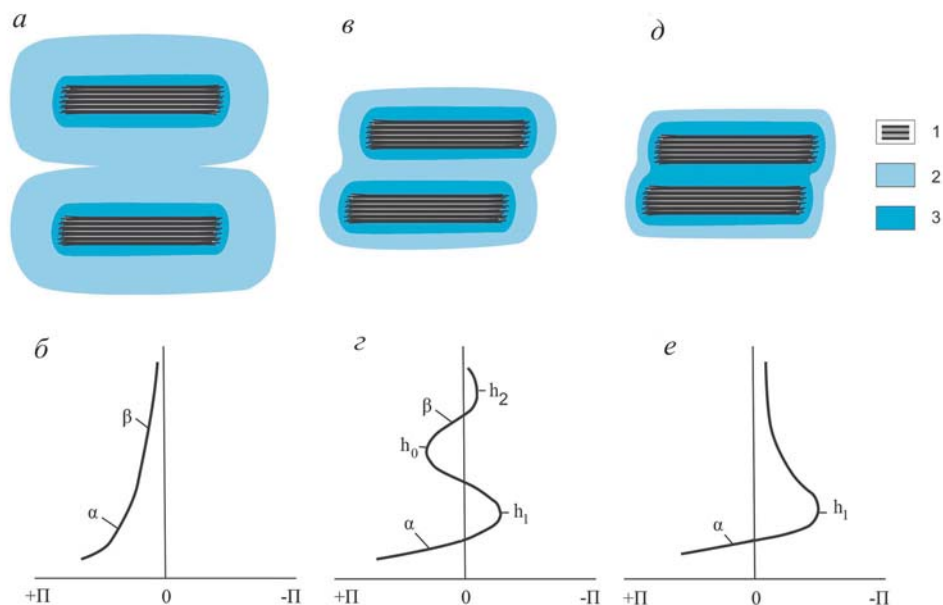 а
в
д
1
2
3
б
г
е
β
α
h₂
β
h₀
h₁
α
h₁
α
+П 0 -П
+П 0 -П
+П 0 -П